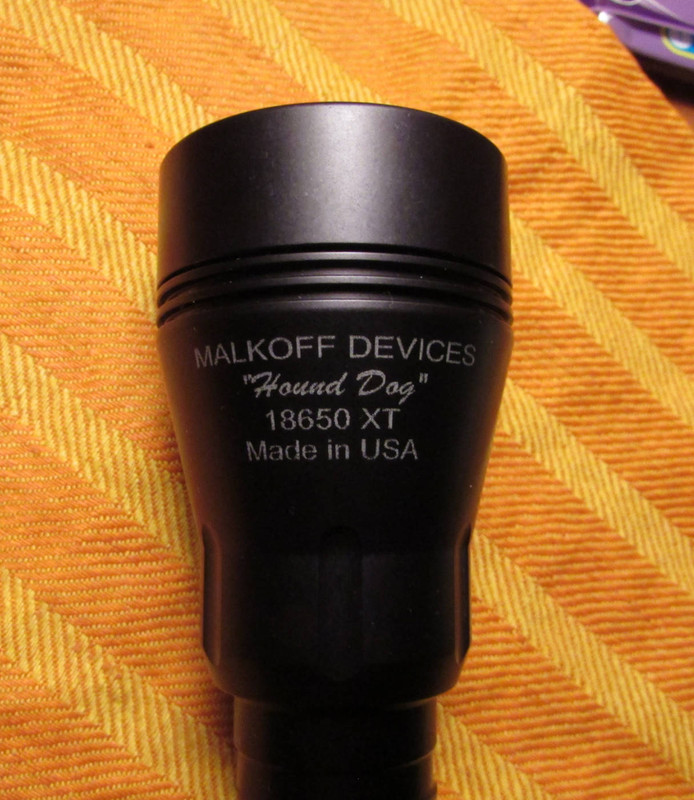 MALKOFF DEVICES
"Hound Dog"
18650 XT
Made in USA